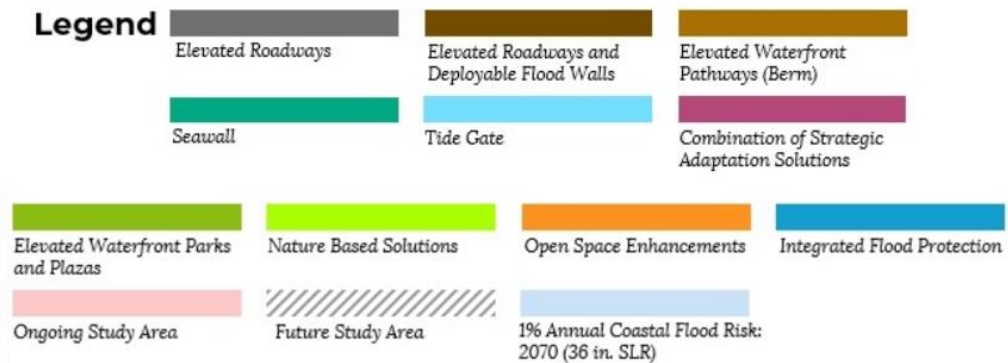 Legend
Elevated Roadways
Elevated Roadways and
Deployable Flood Walls
Elevated Waterfront
Pathways (Berm)
Seawall
Tide Gate
Combination of Strategic
Adaptation Solutions
Elevated Waterfront Parks
and Plazas
Nature Based Solutions
Open Space Enhancements
Integrated Flood Protection
Ongoing Study Area
Future Study Area
1% Annual Coastal Flood Risk:
2070 (36 in. SLR)